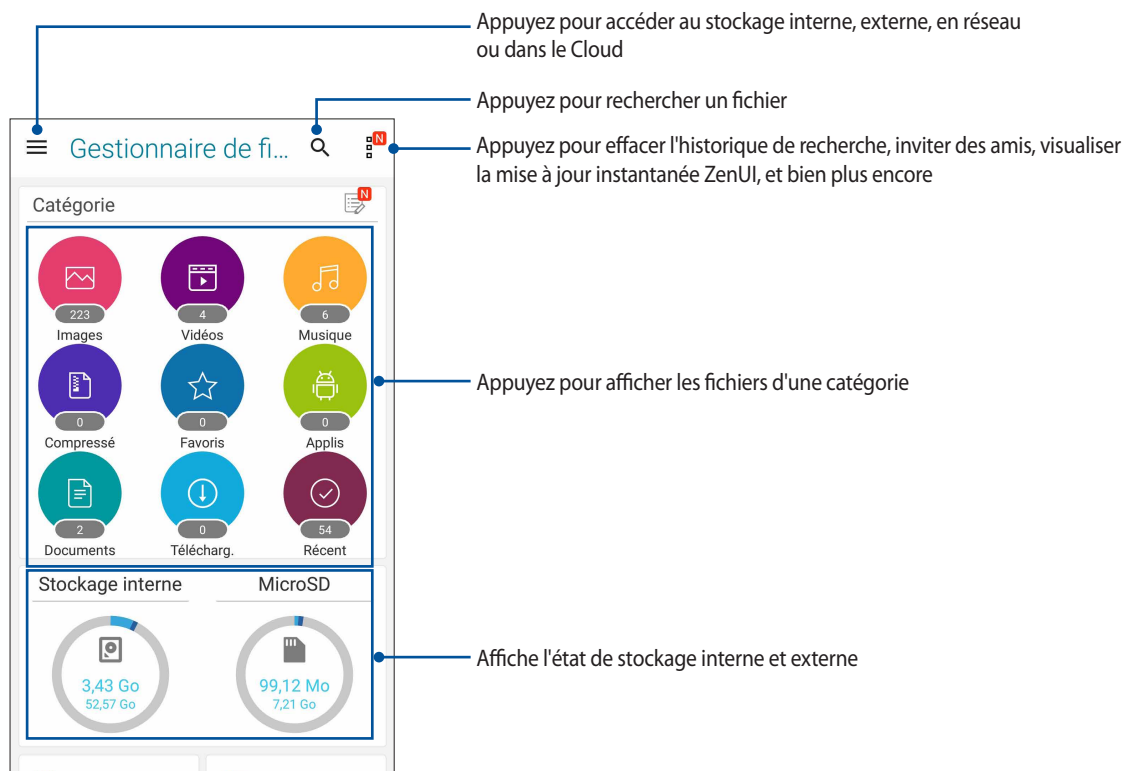 Appuyez pour accéder au stockage interne, externe, en réseau
ou dans le Cloud
Appuyez pour rechercher un fichier
Gestionnaire de fi...
N
Appuyez pour effacer l'historique de recherche, inviter des amis, visualiser
la mise à jour instantanée ZenUI, et bien plus encore
Catégorie
N
223
4
6
Images
Vidéos
Musique
Appuyez pour afficher les fichiers d'une catégorie
0
0
0
Compressé
Favoris
Applis
2
0
54
Documents
Télécharg.
Récent
Stockage interne
MicroSD
Affiche l'état de stockage interne et externe
3,43 Go
52,57 Go
99,12 Mo
7,21 Go